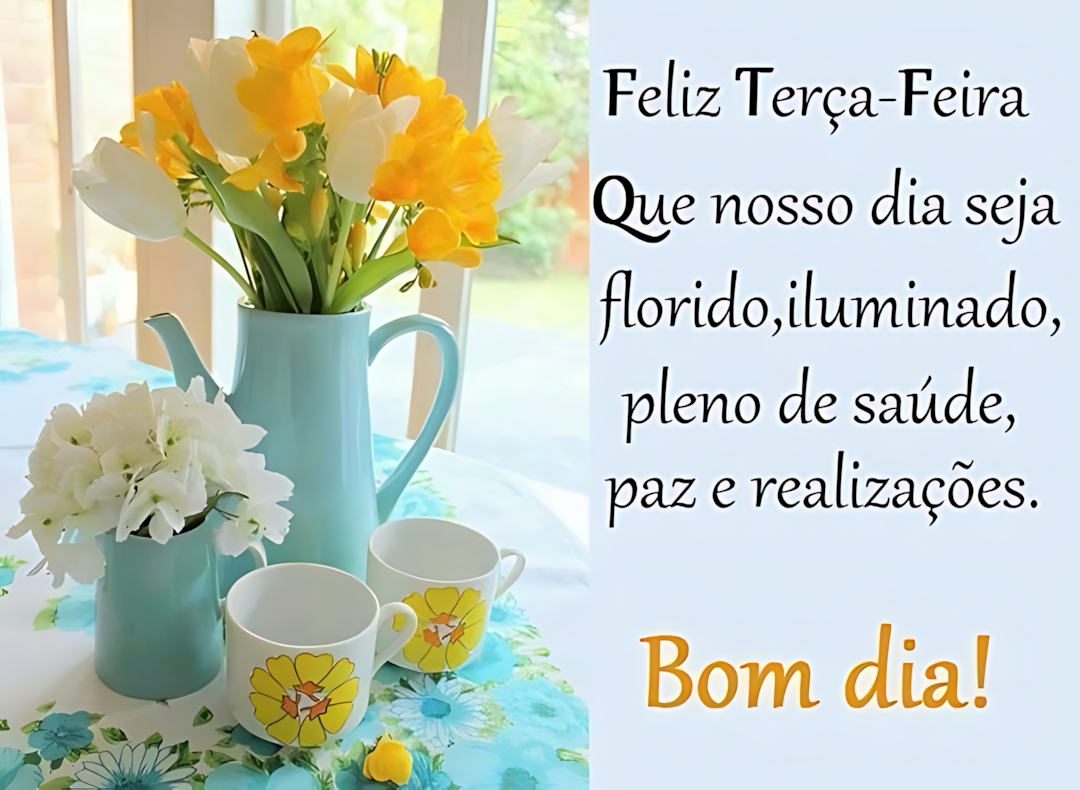 Feliz Terça-Feira
Que nosso dia seja
florido,iluminado,
pleno de saúde,
paz e realizações.
Bom dia!